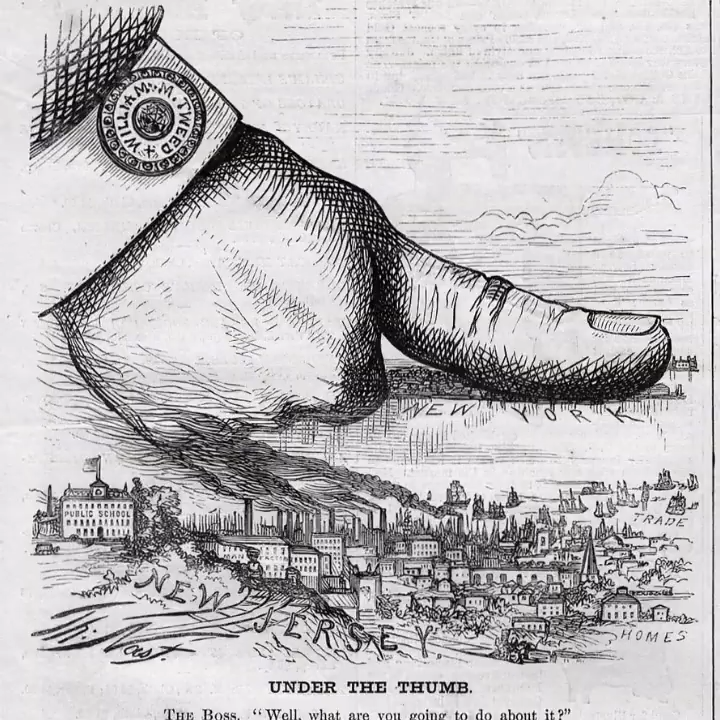 WILLIAM M. TWEED
NEW YORK
PUBLIC SCHOOL
TRADE
NEW JERSEY.
HOMES
Th. Nast.
UNDER THE THUMB.
THE BOSS. "Well, what are you going to do about it?"